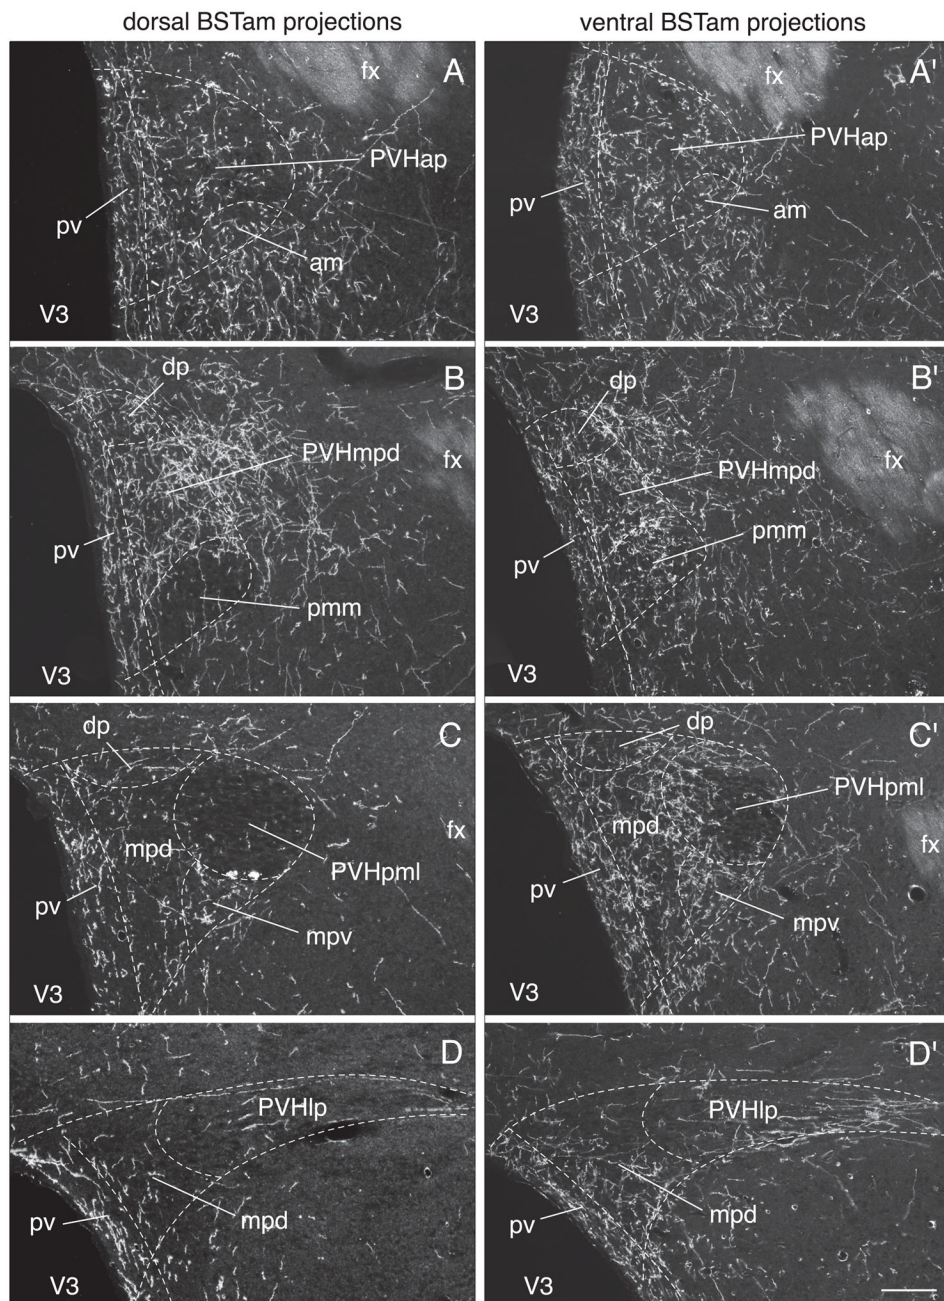 dorsal BSTam projections
ventral BSTam projections
A
fx
PVHap
pv
am
V3
A'
fx
PVHap
pv
am
V3
B
dp
PVHmpd
fx
pv
pmm
V3
B'
dp
PVHmpd
fx
pmm
pv
V3
C
dp
fx
mpd
PVHpml
pv
mpv
V3
C'
dp
PVHpml
mpd
fx
pv
mpv
V3
D
PVHlp
pv
mpd
V3
D'
PVHlp
mpd
pv
V3